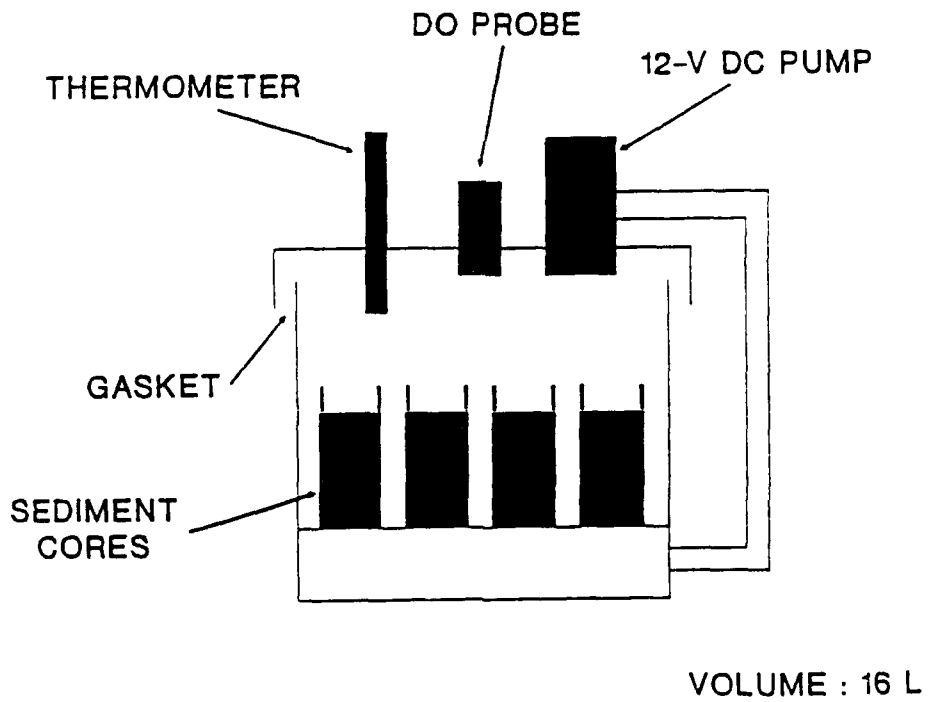 DO PROBE
12-V DC PUMP
THERMOMETER
GASKET
SEDIMENT
CORES
VOLUME : 16 L